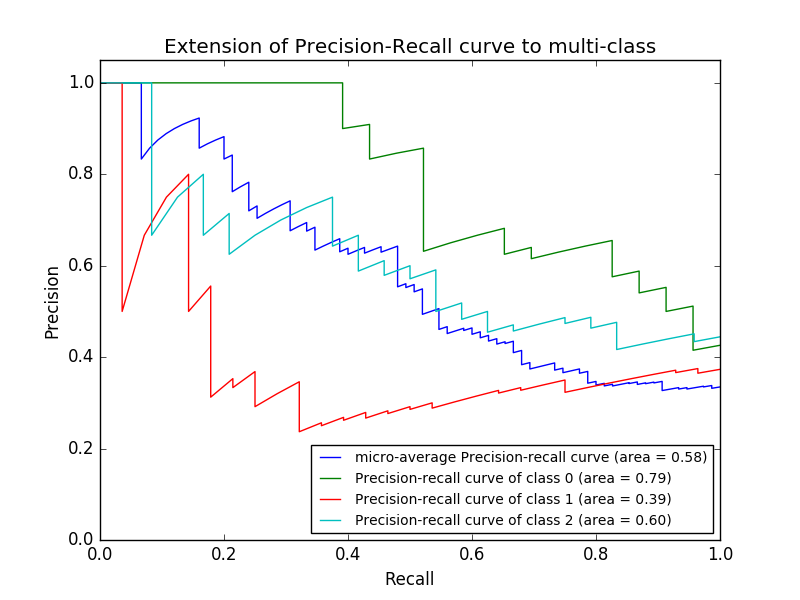 Extension of Precision-Recall curve to multi-class
1.0
0.8
0.6
0.4
0.2
0.0
Precision
micro-average Precision-recall curve (area = 0.58)
Precision-recall curve of class 0 (area = 0.79)
Precision-recall curve of class 1 (area = 0.39)
Precision-recall curve of class 2 (area = 0.60)
0.0 0.2 0.4 0.6 0.8 1.0
Recall